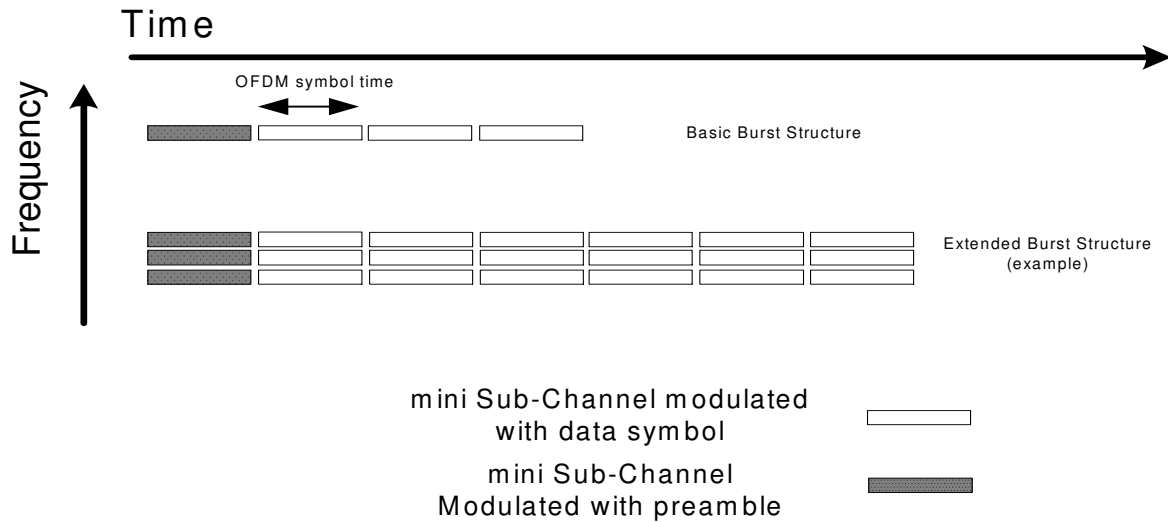 Time
OFDM symbol time
Frequency
Basic Burst Structure
Extended Burst Structure
(example)
mini Sub-Channel modulated
with data symbol
mini Sub-Channel
Modulated with preamble